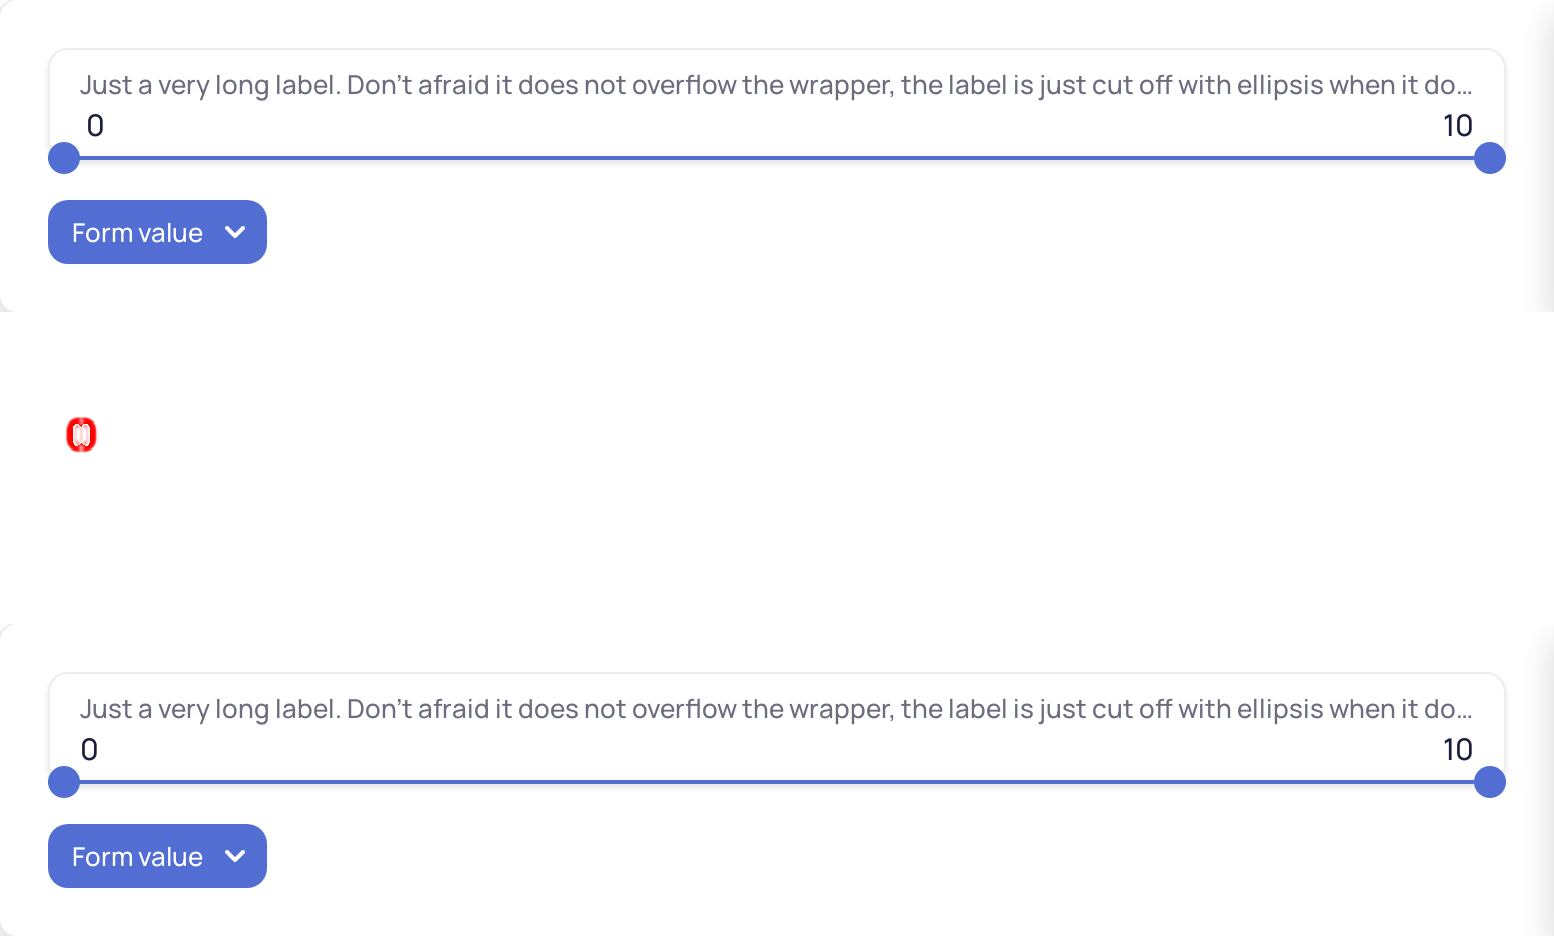 Just a very long label. Don't afraid it does not overflow the wrapper, the label is just cut off with ellipsis when it do…
0 10
Form value
0
Just a very long label. Don't afraid it does not overflow the wrapper, the label is just cut off with ellipsis when it do…
0 10
Form value